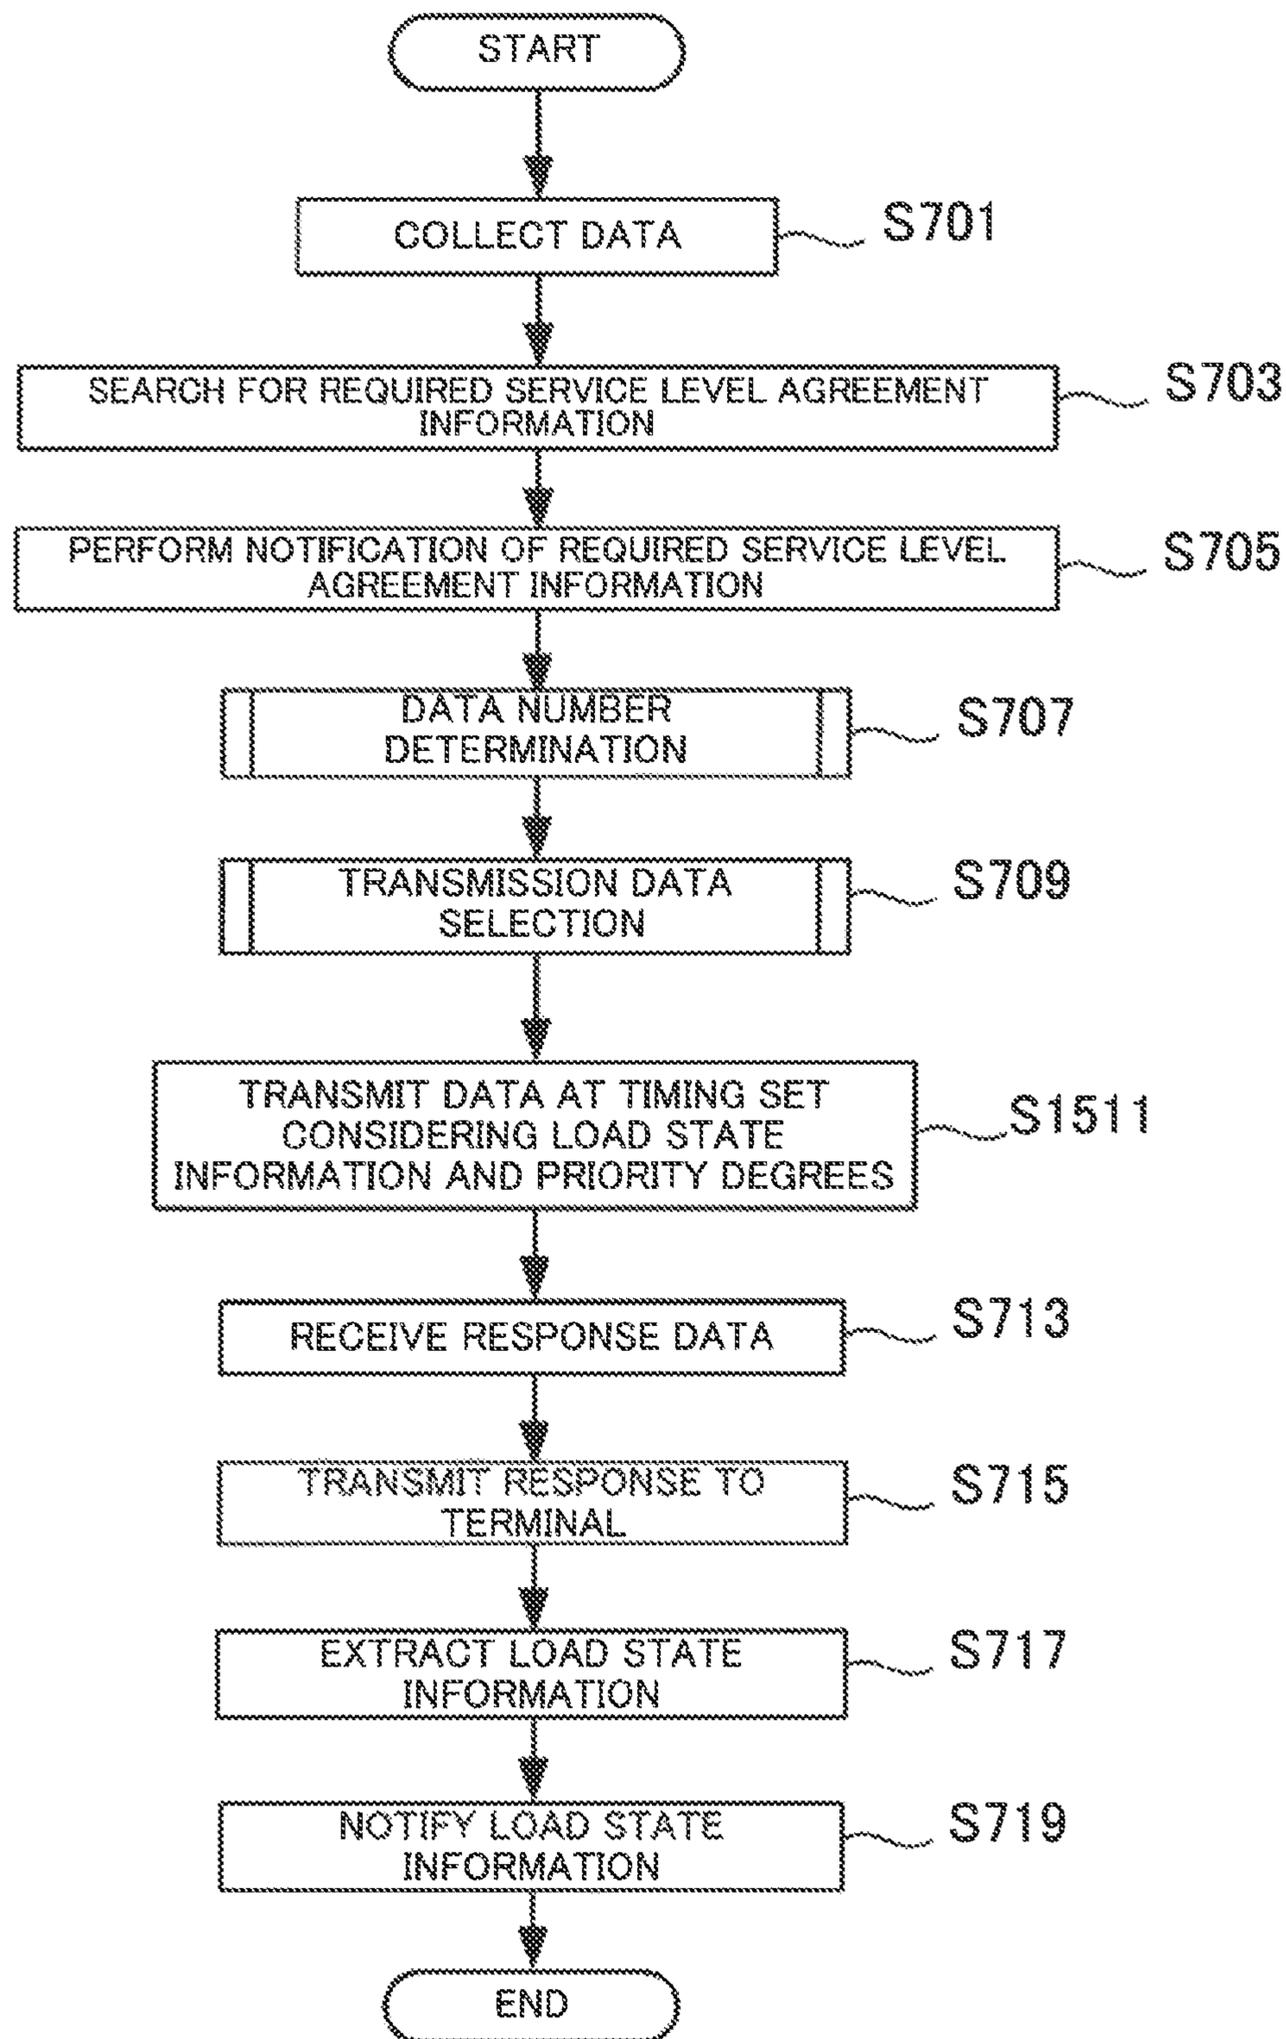 START
COLLECT DATA
S701
SEARCH FOR REQUIRED SERVICE LEVEL AGREEMENT
INFORMATION
S703
PERFORM NOTIFICATION OF REQUIRED SERVICE LEVEL
AGREEMENT INFORMATION
S705
DATA NUMBER
DETERMINATION
S707
TRANSMISSION DATA
SELECTION
S709
TRANSMIT DATA AT TIMING SET
CONSIDERING LOAD STATE
INFORMATION AND PRIORITY DEGREES
S1511
RECEIVE RESPONSE DATA
S713
TRANSMIT RESPONSE TO
TERMINAL
S715
EXTRACT LOAD STATE
INFORMATION
S717
NOTIFY LOAD STATE
INFORMATION
S719
END